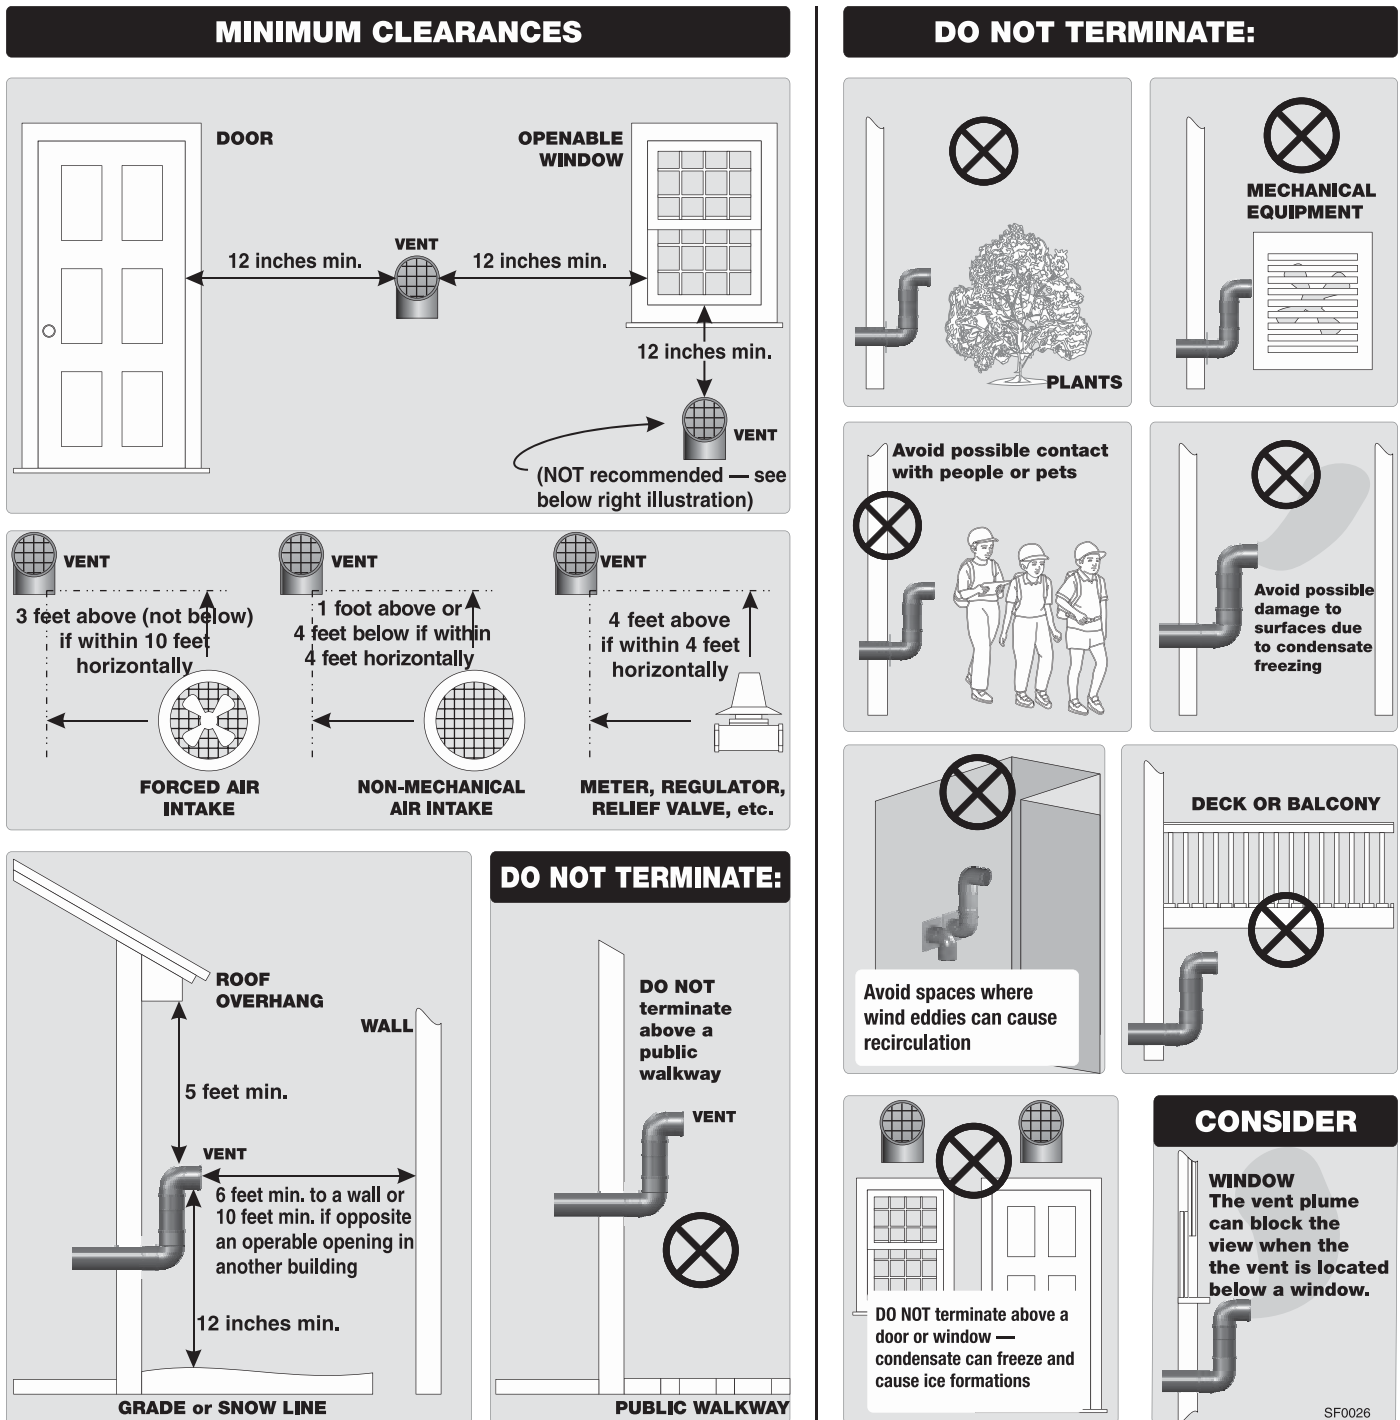 MINIMUM CLEARANCES
DOOR
OPENABLE
WINDOW
VENT
12 inches min.
12 inches min.
12 inches min.
VENT
(NOT recommended — see
below right illustration)
VENT
3 feet above (not below)
if within 10 feet
horizontally
FORCED AIR
INTAKE
VENT
1 foot above or
4 feet below if within
4 feet horizontally
NON-MECHANICAL
AIR INTAKE
VENT
4 feet above
if within 4 feet
horizontally
METER, REGULATOR,
RELIEF VALVE, etc.
ROOF
OVERHANG
WALL
5 feet min.
VENT
6 feet min. to a wall or
10 feet min. if opposite
an operable opening in
another building
12 inches min.
GRADE or SNOW LINE
DO NOT TERMINATE:
DO NOT
terminate
above a
public
walkway
VENT
PUBLIC WALKWAY
DO NOT TERMINATE:
PLANTS
MECHANICAL
EQUIPMENT
Avoid possible contact
with people or pets
Avoid possible
damage to
surfaces due
to condensate
freezing
Avoid spaces where
wind eddies can cause
recirculation
DECK OR BALCONY
DO NOT terminate above a
door or window —
condensate can freeze and
cause ice formations
CONSIDER
WINDOW
The vent plume
can block the
view when the
the vent is located
below a window.
SF0026